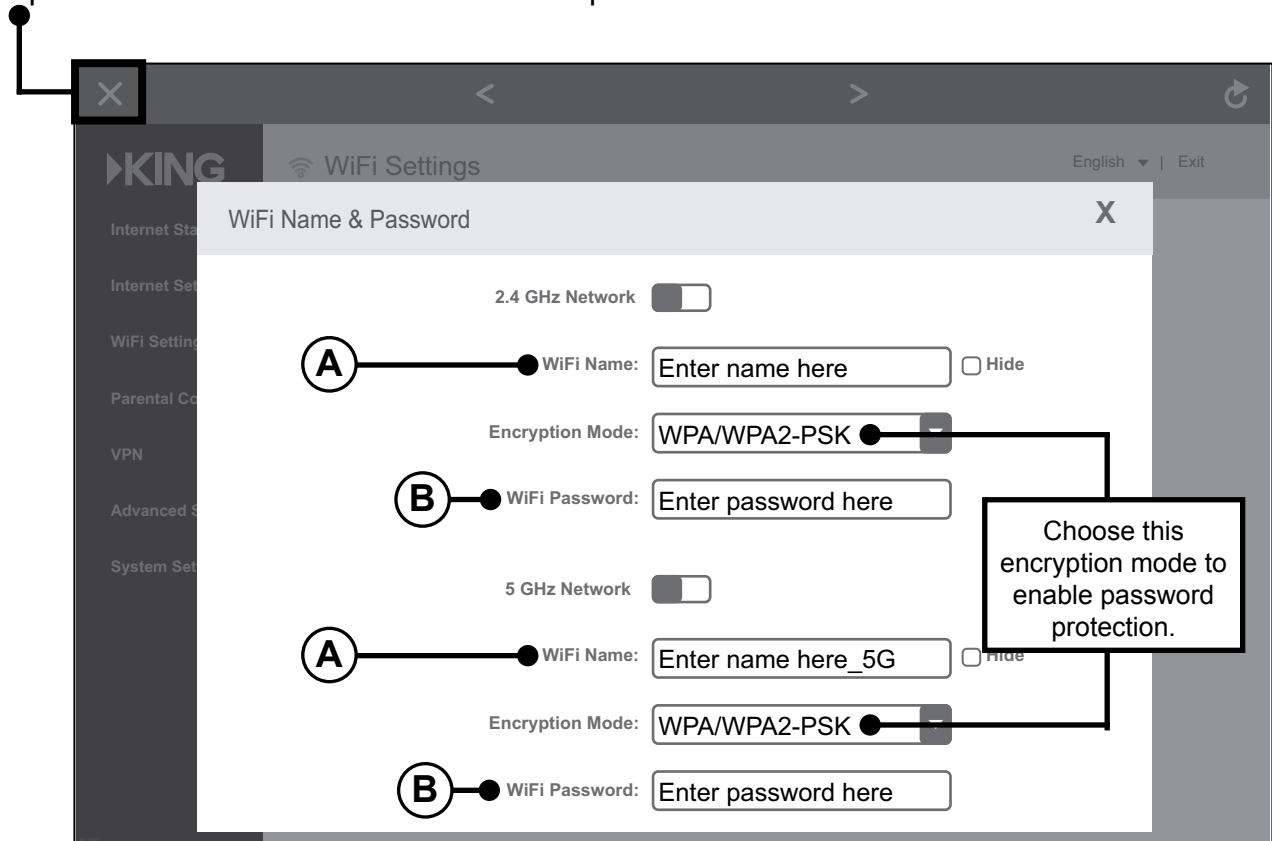 KING
WiFi Settings
English | Exit
WiFi Name & Password
X
Internet Sta
Internet Set
WiFi Setting
Parental Co
VPN
Advanced S
System Set
2.4 GHz Network
A
WiFi Name:
Enter name here
Hide
Encryption Mode:
WPA/WPA2-PSK
B
WiFi Password:
Enter password here
Choose this
encryption mode to
enable password
protection.
5 GHz Network
A
WiFi Name:
Enter name here_5G
Hide
Encryption Mode:
WPA/WPA2-PSK
B
WiFi Password:
Enter password here